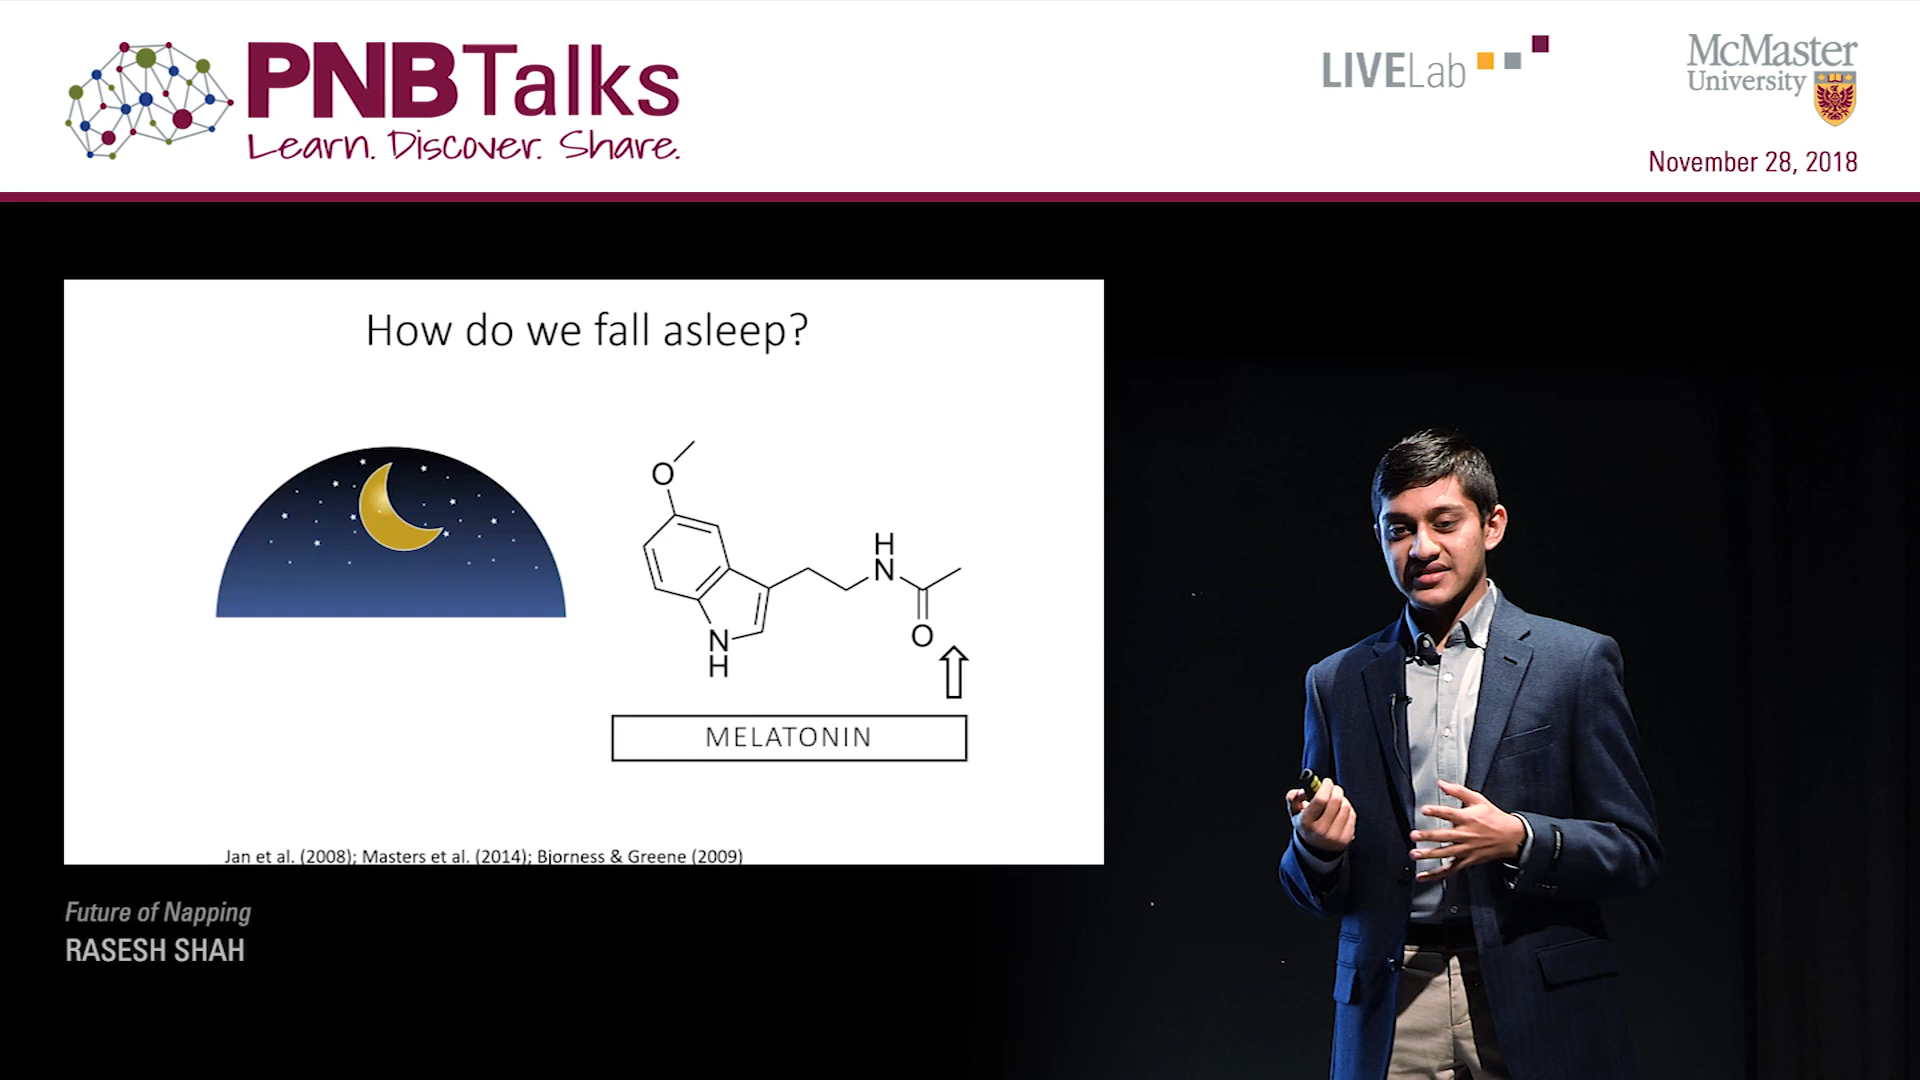 PNBTalks
Learn. Discover. Share.
LIVELab
McMaster
University
November 28, 2018
How do we fall asleep?
O
H
N
O
N
H
MELATONIN
Jan et al. (2008); Masters et al. (2014); Bjorness & Greene (2009)
Future of Napping
RASESH SHAH